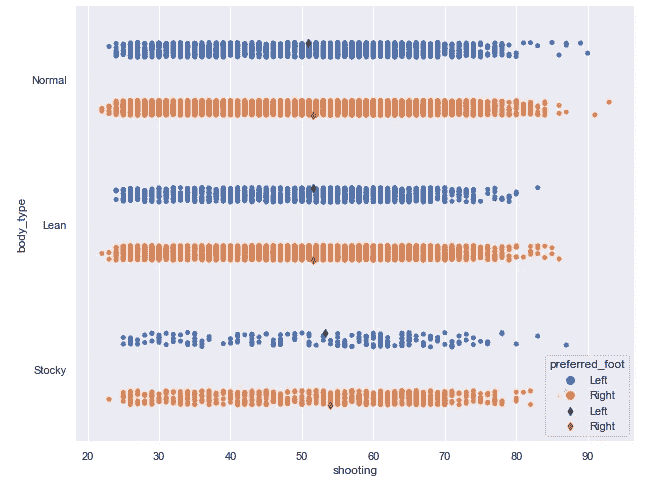 Normal
Lean
Stocky
body_type
preferred_foot
Left
Right
Left
Right
20 30 40 50 60 70 80 90
shooting